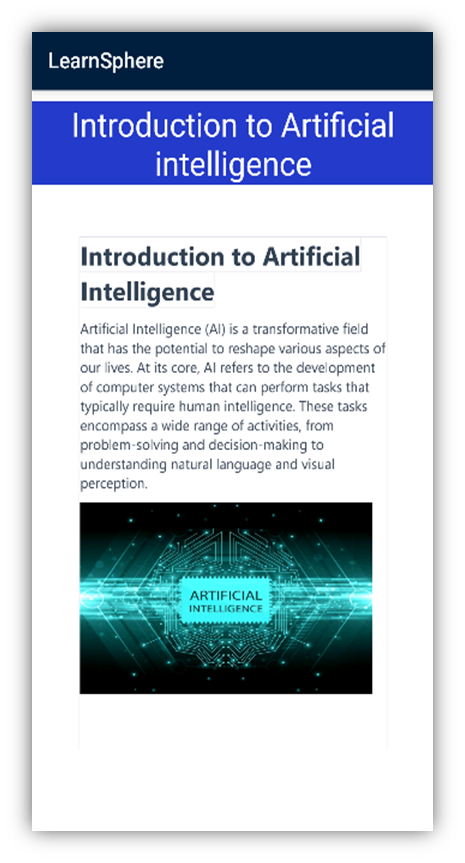 LearnSphere
Introduction to Artificial
intelligence
Introduction to Artificial
Intelligence
Artificial Intelligence (AI) is a transformative field
that has the potential to reshape various aspects of
our lives. At its core, AI refers to the development
of computer systems that can perform tasks that
typically require human intelligence. These tasks
encompass a wide range of activities, from
problem-solving and decision-making to
understanding natural language and visual
perception.
ARTIFICIAL
INTELLIGENCE